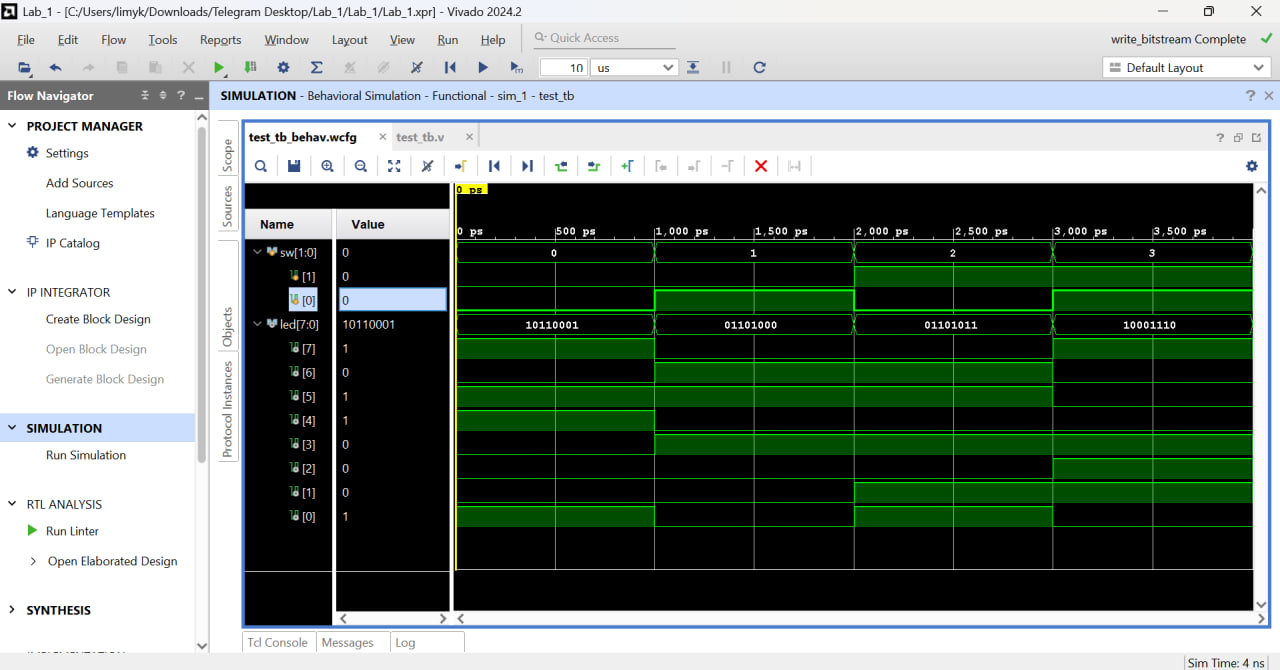 Lab_1 - [C:/Users/limyk/Downloads/Telegram Desktop/Lab_1/Lab_1/Lab_1.xpr] - Vivado 2024.2
File Edit Flow Tools Reports Window Layout View Run Help Quick Access write_bitstream Complete
10 us Default Layout
Flow Navigator
SIMULATION - Behavioral Simulation - Functional - sim_1 - test_tb
PROJECT MANAGER
Settings
Add Sources
Language Templates
IP Catalog
IP INTEGRATOR
Create Block Design
Open Block Design
Generate Block Design
SIMULATION
Run Simulation
RTL ANALYSIS
Run Linter
Open Elaborated Design
SYNTHESIS
Scope
Sources
Objects
Protocol Instances
test_tb_behav.wcfg test_tb.v
0 ps
Name Value 0 ps 500 ps 1,000 ps 1,500 ps 2,000 ps 2,500 ps 3,000 ps 3,500 ps
sw[1:0] 0 0 1 2 3
[1] 0
[0] 0
led[7:0] 10110001 10110001 01101000 01101011 10001110
[7] 1
[6] 0
[5] 1
[4] 1
[3] 0
[2] 0
[1] 0
[0] 1
Tcl Console Messages Log
Sim Time: 4 ns